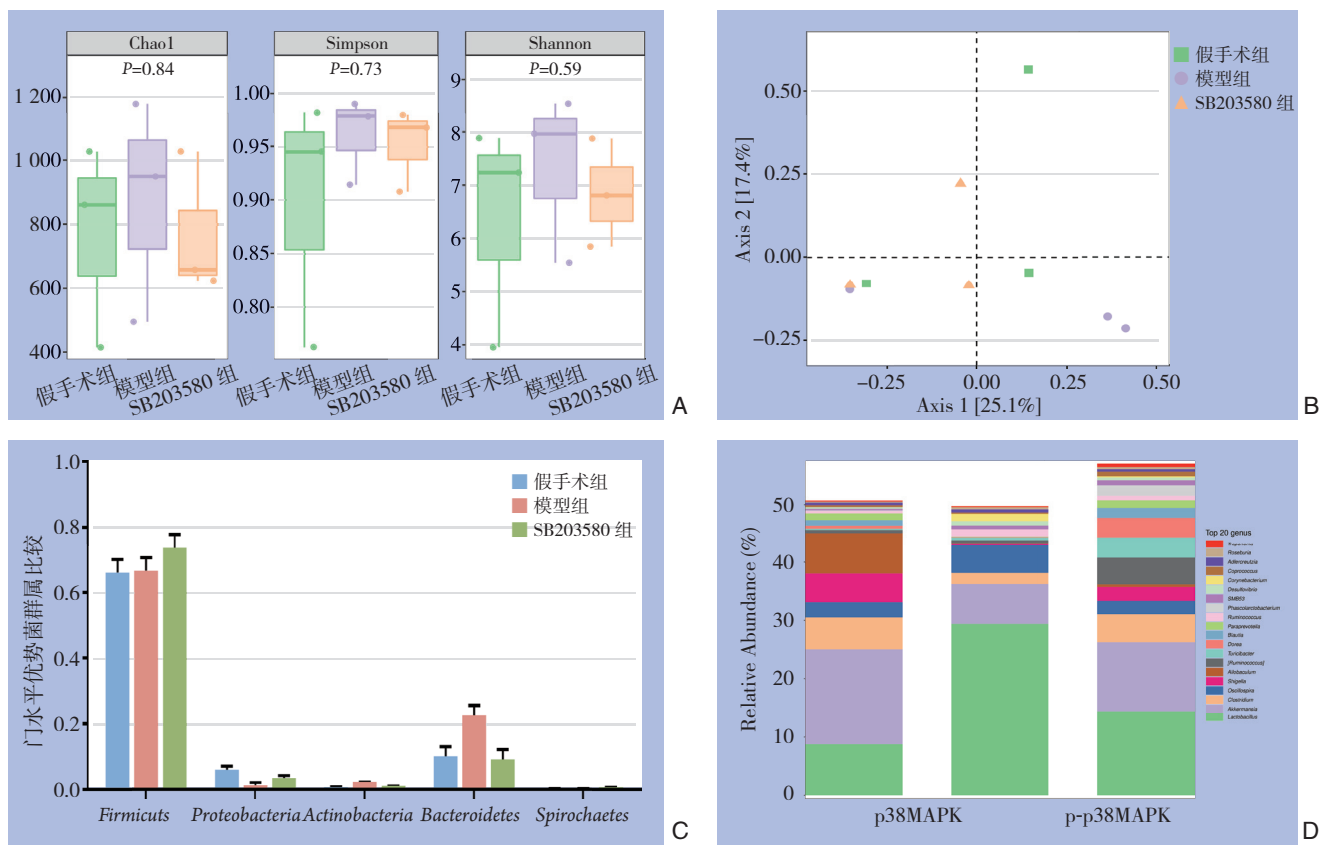 Chao1
Simpson
Shannon
P=0.84
P=0.73
P=0.59
1 200
1 000
800
600
400
1.00
0.95
0.90
0.85
0.80
9
8
7
6
5
4
假手术组
模型组
SB203580 组
假手术组
模型组
SB203580 组
假手术组
模型组
SB203580 组
A
假手术组
模型组
SB203580 组
Axis 2 [17.4%]
0.50
0.25
0.00
−0.25
−0.25
0.00
0.25
0.50
Axis 1 [25.1%]
B
门水平优势菌群属比较
1.0
0.8
0.6
0.4
0.2
0.0
假手术组
模型组
SB203580 组
Firmicuts
Proteobacteria
Actinobacteria
Bacteroidetes
Spirochaetes
C
Relative Abundance (%)
50
40
30
20
10
0
p38MAPK
p-p38MAPK
Top 20 genus
Roseburia
Adlercreutzia
Coprococcus
Corynebacterium
Desulfovibrio
SMB53
Phascolarctobacterium
Ruminococcus
Paraprevotella
Blautia
Dorea
Turicibacter
[Ruminococcus]
Allobaculum
Shigella
Oscillospira
Clostridium
Akkermansia
Lactobacillus
D